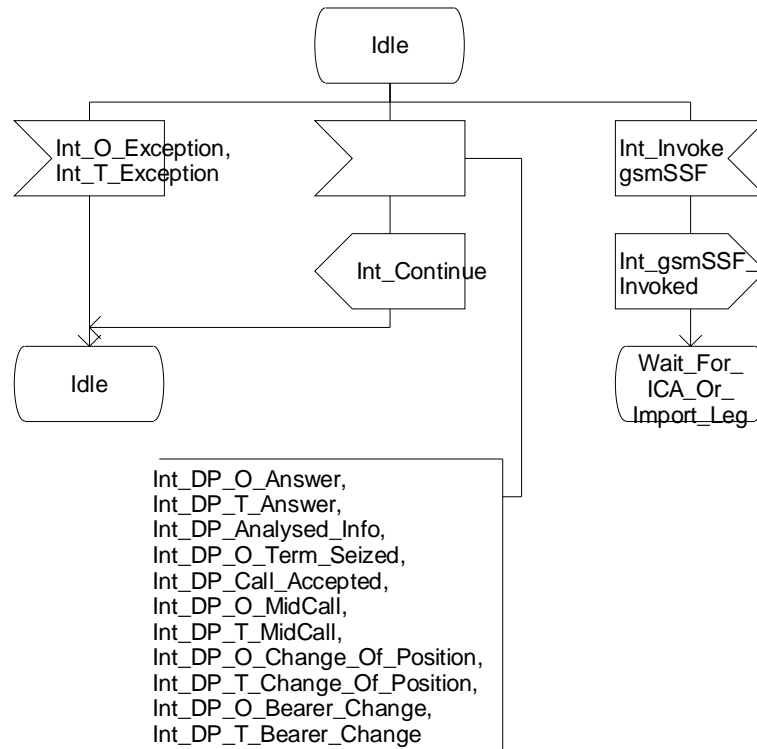 Idle
Int_O_Exception,
Int_T_Exception
Int_Invoke
gsmSSF
Int_Continue
Int_gsmSSF_
Invoked
Idle
Wait_For_
ICA_Or_
Import_Leg
Int_DP_O_Answer,
Int_DP_T_Answer,
Int_DP_Analysed_Info,
Int_DP_O_Term_Seized,
Int_DP_Call_Accepted,
Int_DP_O_MidCall,
Int_DP_T_MidCall,
Int_DP_O_Change_Of_Position,
Int_DP_T_Change_Of_Position,
Int_DP_O_Bearer_Change,
Int_DP_T_Bearer_Change